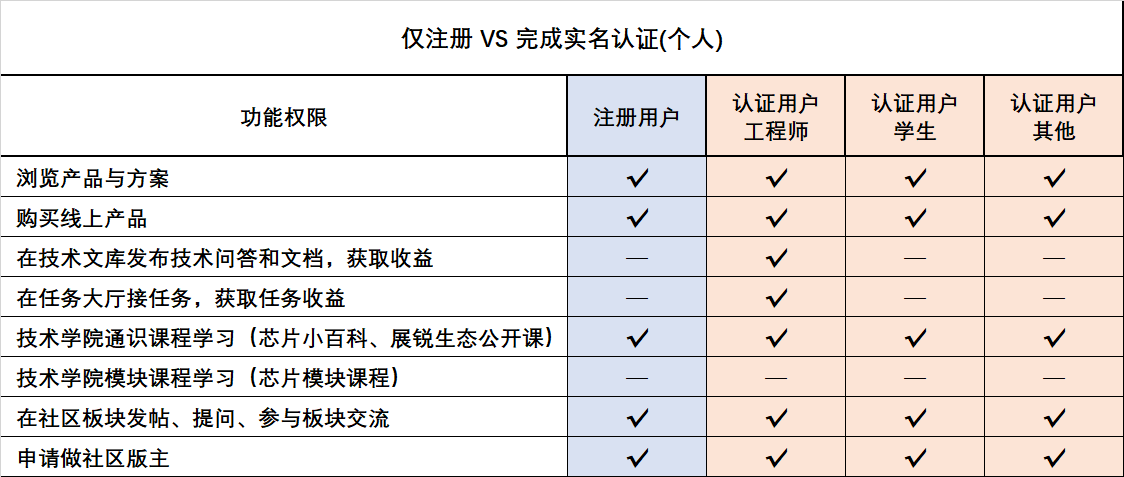 仅注册 VS 完成实名认证(个人)
功能权限 注册用户 认证用户 认证用户 认证用户
工程师 学生 其他
浏览产品与方案 √ √ √ √
购买线上产品 √ √ √ √
在技术文库发布技术问答和文档，获取收益 — √ — —
在任务大厅接任务，获取任务收益 — √ — —
技术学院通识课程学习（芯片小百科、展锐生态公开课） √ √ √ √
技术学院模块课程学习（芯片模块课程） — — — —
在社区板块发帖、提问、参与板块交流 √ √ √ √
申请做社区版主 √ √ √ √